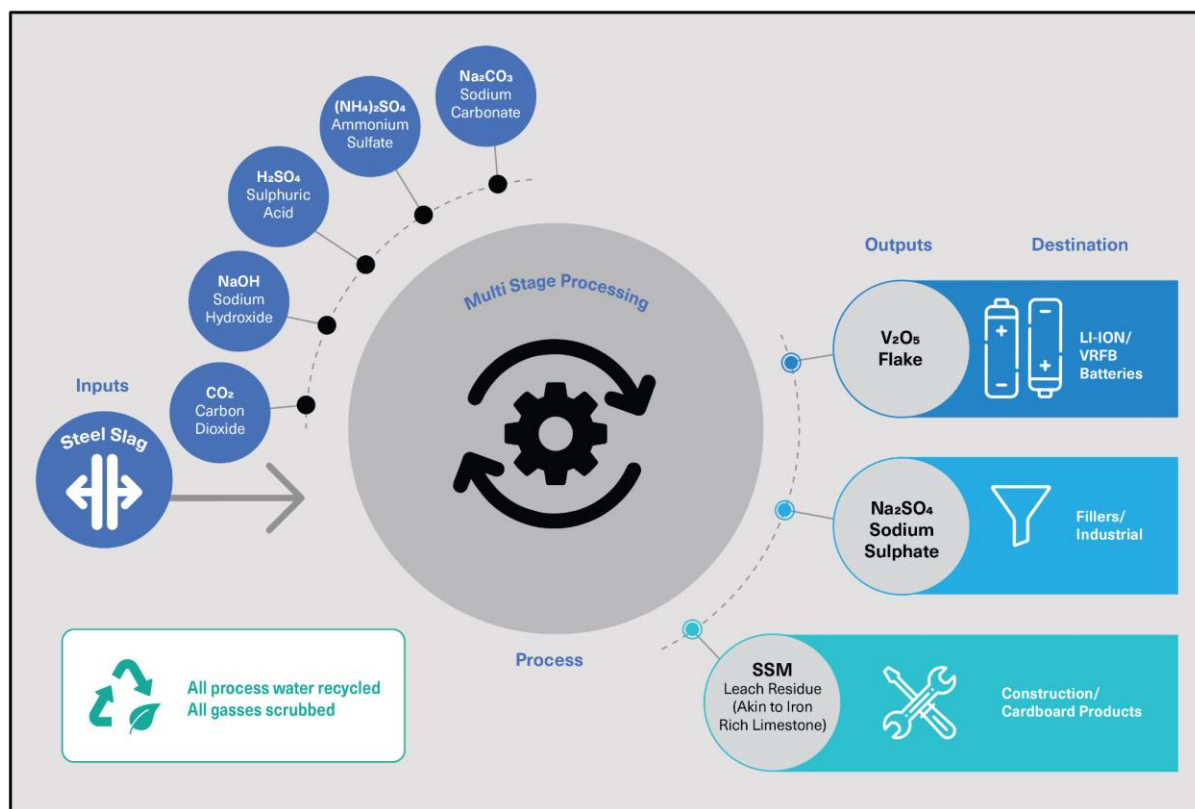 Na₂CO₃
Sodium
Carbonate
(NH₄)₂SO₄
Ammonium
Sulfate
H₂SO₄
Sulphuric
Acid
NaOH
Sodium
Hydroxide
CO₂
Carbon
Dioxide
Inputs
Steel Slag
Multi Stage Processing
Process
Outputs
Destination
V₂O₅
Flake
LI-ION/
VRFB
Batteries
Na₂SO₄
Sodium
Sulphate
Fillers/
Industrial
SSM
Leach Residue
(Akin to Iron
Rich Limestone)
Construction/
Cardboard Products
All process water recycled
All gasses scrubbed